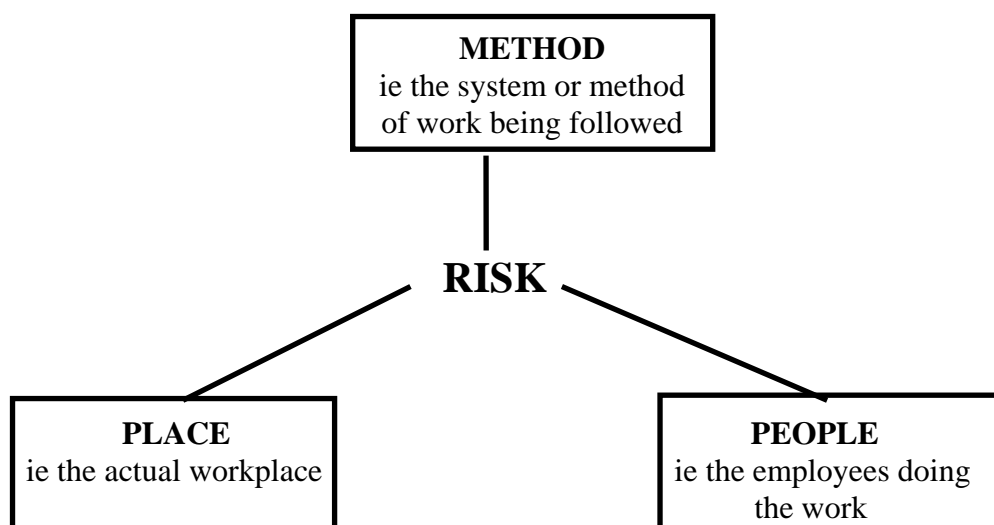 METHOD
ie the system or method
of work being followed
RISK
PLACE
ie the actual workplace
PEOPLE
ie the employees doing
the work